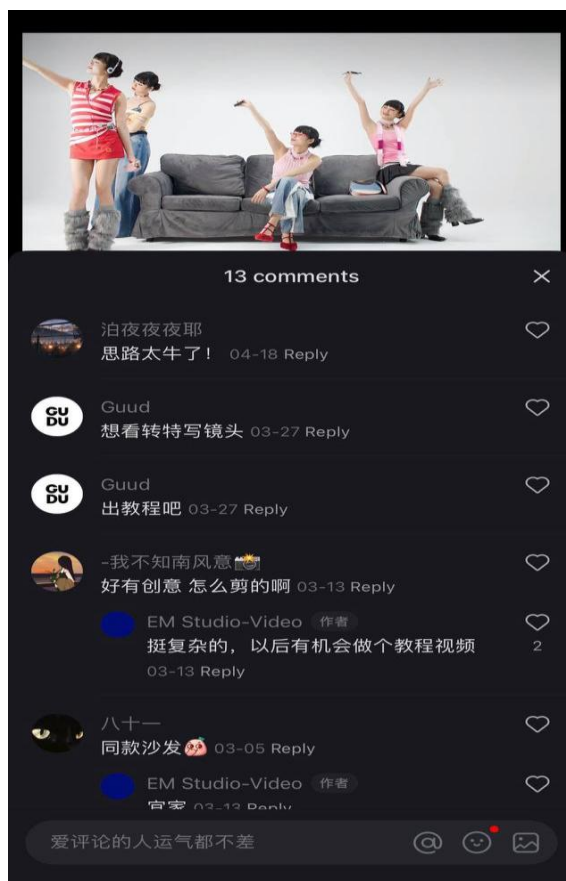 13 comments
泊夜夜夜耶
思路太牛了! 04-18 Reply
GU
DU
Guud
想看转特写镜头 03-27 Reply
GU
DU
Guud
出教程吧 03-27 Reply
-我不知南风意📸
好有创意 怎么剪的啊 03-13 Reply
EM Studio-Video 作者
挺复杂的，以后有机会做个教程视频
2
03-13 Reply
八十一
同款沙发 03-05 Reply
EM Studio-Video 作者
宜家 03-13 Reply
爱评论的人运气都不差